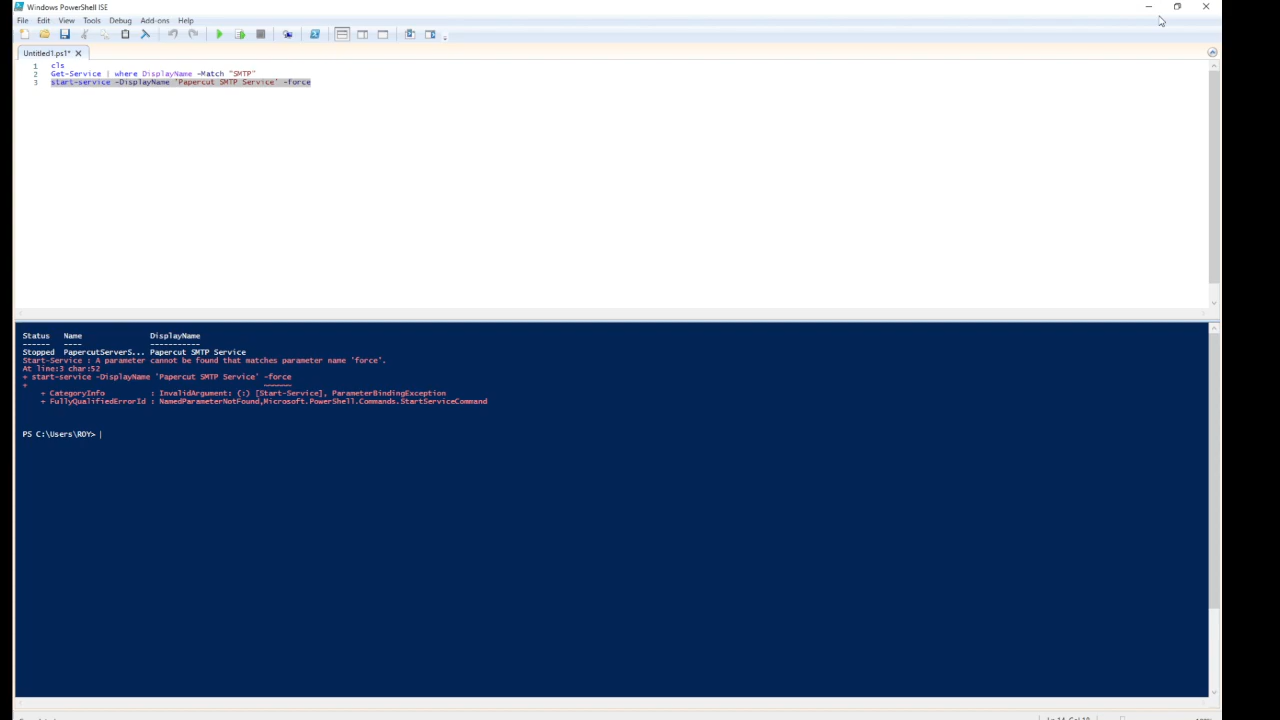 Windows PowerShell ISE
File Edit View Tools Debug Add-ons Help
Untitled1.ps1*
1 cls
2 Get-Service | where DisplayName -Match "SMTP"
3 start-service -DisplayName 'Papercut SMTP Service' -force
Status Name DisplayName
------ ---- -----------
Stopped PapercutServerS... Papercut SMTP Service
Start-Service : A parameter cannot be found that matches parameter name 'force'.
At line:3 char:52
+ start-service -DisplayName 'Papercut SMTP Service' -force
+ ~~~~~~
+ CategoryInfo : InvalidArgument: (:) [Start-Service], ParameterBindingException
+ FullyQualifiedErrorId : NamedParameterNotFound,Microsoft.PowerShell.Commands.StartServiceCommand
PS C:\Users\ROY>